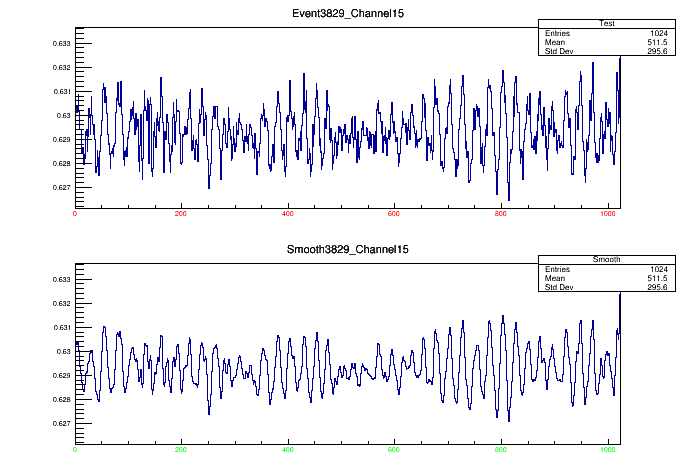 Event3829_Channel15
Test
Entries 1024
Mean 511.5
Std Dev 295.6
0.633
0.632
0.631
0.63
0.629
0.628
0.627
0 200 400 600 800 1000
Smooth3829_Channel15
Smooth
Entries 1024
Mean 511.5
Std Dev 295.6
0.633
0.632
0.631
0.63
0.629
0.628
0.627
0 200 400 600 800 1000